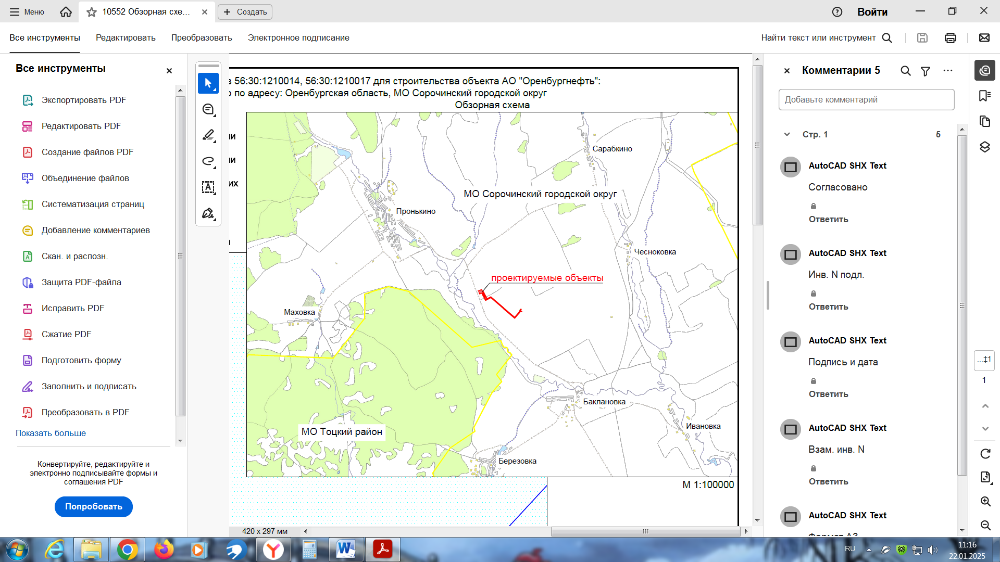 Меню
10552 Обзорная схе...
Создать
Войти
Все инструменты
Редактировать
Преобразовать
Электронное подписание
Найти текст или инструмент
Все инструменты
Экспортировать PDF
Редактировать PDF
Создание файлов PDF
Объединение файлов
Систематизация страниц
Добавление комментариев
Скан. и распозн.
Защита PDF-файла
Исправить PDF
Сжатие PDF
Подготовить форму
Заполнить и подписать
Преобразовать в PDF
Показать больше
Конвертируйте, редактируйте и
электронно подписывайте формы и
соглашения PDF
Попробовать
в 56:30:1210014, 56:30:1210017 для строительства объекта АО "Оренбургнефть":
по адресу: Оренбургская область, МО Сорочинский городской округ
Обзорная схема
ии
ии
их
Сарабкино
МО Сорочинский городской округ
Пронькино
Чесноковка
проектируемые объекты
Маховка
Баклановка
МО Тоцкий район
Ивановка
Березовка
М 1:100000
420 x 297 мм
Комментарии 5
Добавьте комментарий
Стр. 1
5
AutoCAD SHX Text
Согласовано
Ответить
AutoCAD SHX Text
Инв. N подл.
Ответить
AutoCAD SHX Text
Подпись и дата
Ответить
AutoCAD SHX Text
Взам. инв. N
Ответить
AutoCAD SHX Text
Формат А3
...‡1
1
RU
11:16
22.01.2025